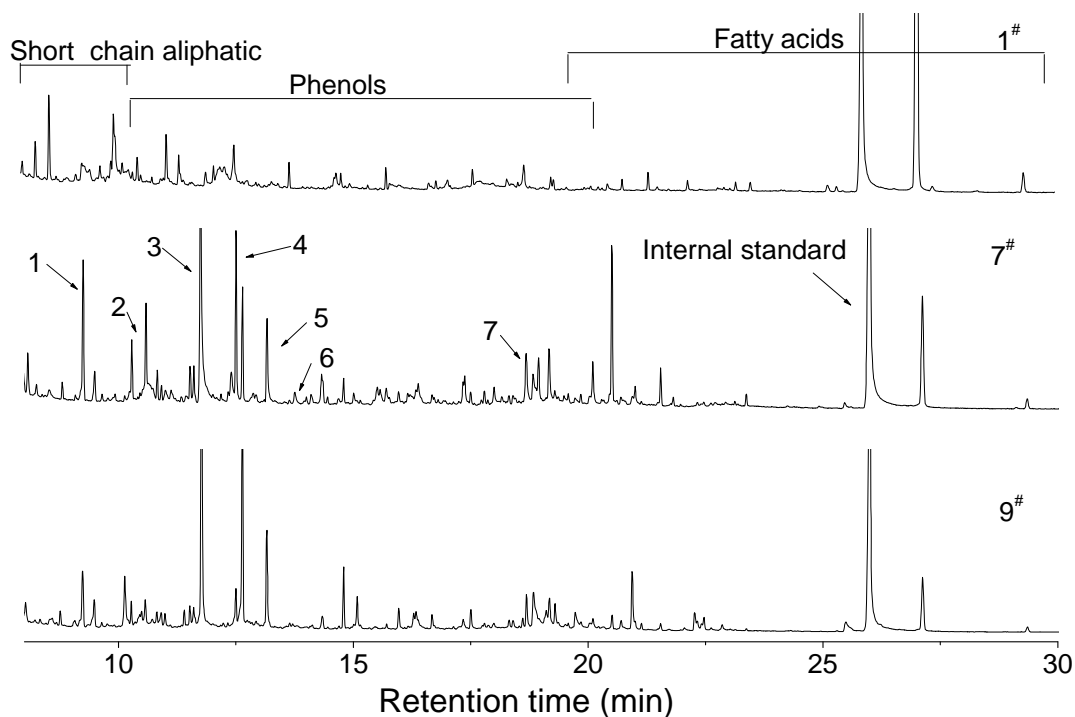 Short chain aliphatic
Fatty acids
1#
Phenols
1
2
3
4
5
6
7
Internal standard
7#
9#
10 15 20 25 30
Retention time (min)